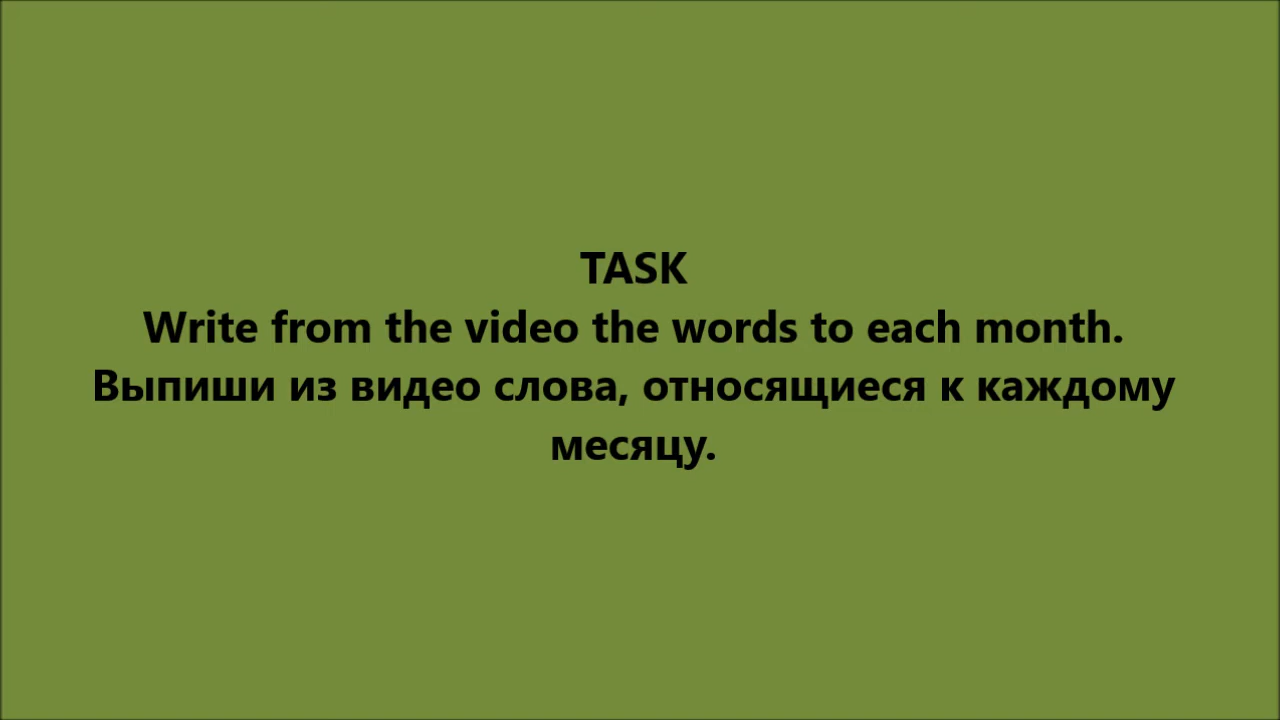 TASK
Write from the video the words to each month.
Выпиши из видео слова, относящиеся к каждому
месяцу.